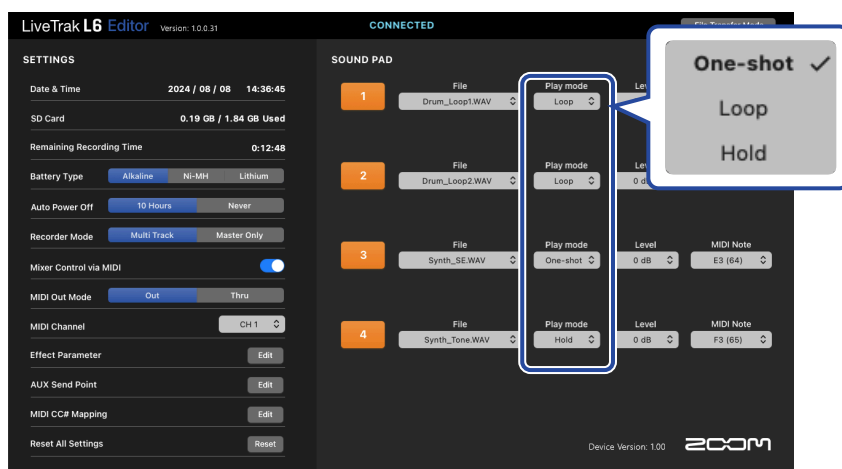 LiveTrak L6 Editor Version: 1.0.0.31
CONNECTED
SETTINGS
Date & Time 2024 / 08 / 08 14:36:45
SD Card 0.19 GB / 1.84 GB Used
Remaining Recording Time 0:12:48
Battery Type Alkaline Ni-MH Lithium
Auto Power Off 10 Hours Never
Recorder Mode Multi Track Master Only
Mixer Control via MIDI
MIDI Out Mode Out Thru
MIDI Channel CH 1
Effect Parameter Edit
AUX Send Point Edit
MIDI CC# Mapping Edit
Reset All Settings Reset
SOUND PAD
File Play mode
1 Drum_Loop1.WAV Loop
File Play mode
2 Drum_Loop2.WAV Loop
File Play mode Level MIDI Note
3 Synth_SE.WAV One-shot 0 dB E3 (64)
File Play mode Level MIDI Note
4 Synth_Tone.WAV Hold 0 dB F3 (65)
One-shot
Loop
Hold
Device Version: 1.00 ZOOM